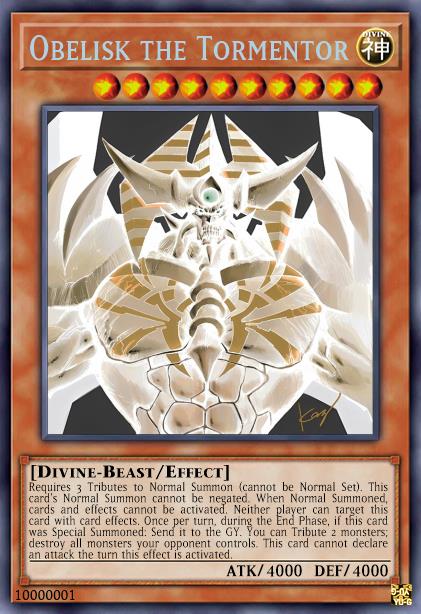 OBELISK THE TORMENTOR
DIVINE
神
[DIVINE-BEAST/EFFECT]
Requires 3 Tributes to Normal Summon (cannot be Normal Set). This
card's Normal Summon cannot be negated. When Normal Summoned,
cards and effects cannot be activated. Neither player can target this
card with card effects. Once per turn, during the End Phase, if this card
was Special Summoned: Send it to the GY. You can Tribute 2 monsters;
destroy all monsters your opponent controls. This card cannot declare
an attack the turn this effect is activated.
ATK/4000 DEF/4000
10000001